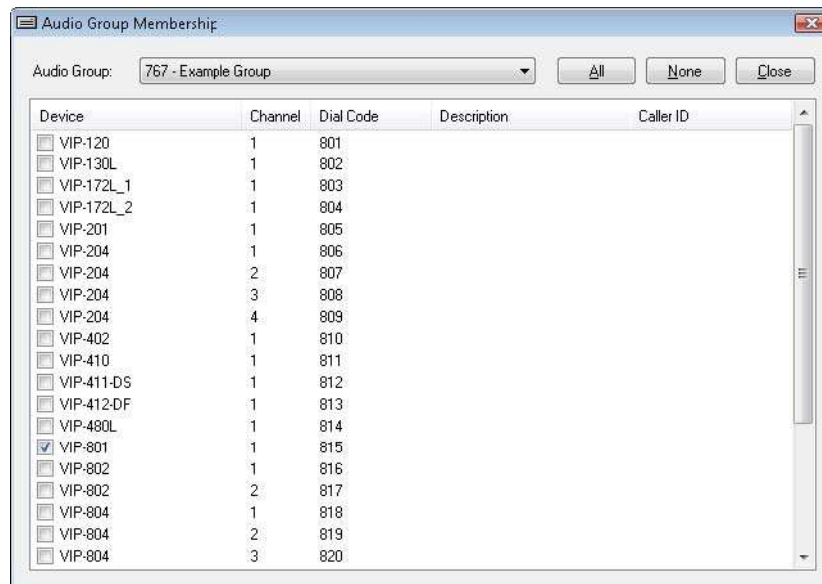 Audio Group Membership
Audio Group: 767 - Example Group All None Close
Device Channel Dial Code Description Caller ID
VIP-120 1 801
VIP-130L 1 802
VIP-172L_1 1 803
VIP-172L_2 1 804
VIP-201 1 805
VIP-204 1 806
VIP-204 2 807
VIP-204 3 808
VIP-204 4 809
VIP-402 1 810
VIP-410 1 811
VIP-411-DS 1 812
VIP-412-DF 1 813
VIP-480L 1 814
VIP-801 1 815
VIP-802 1 816
VIP-802 2 817
VIP-804 1 818
VIP-804 2 819
VIP-804 3 820